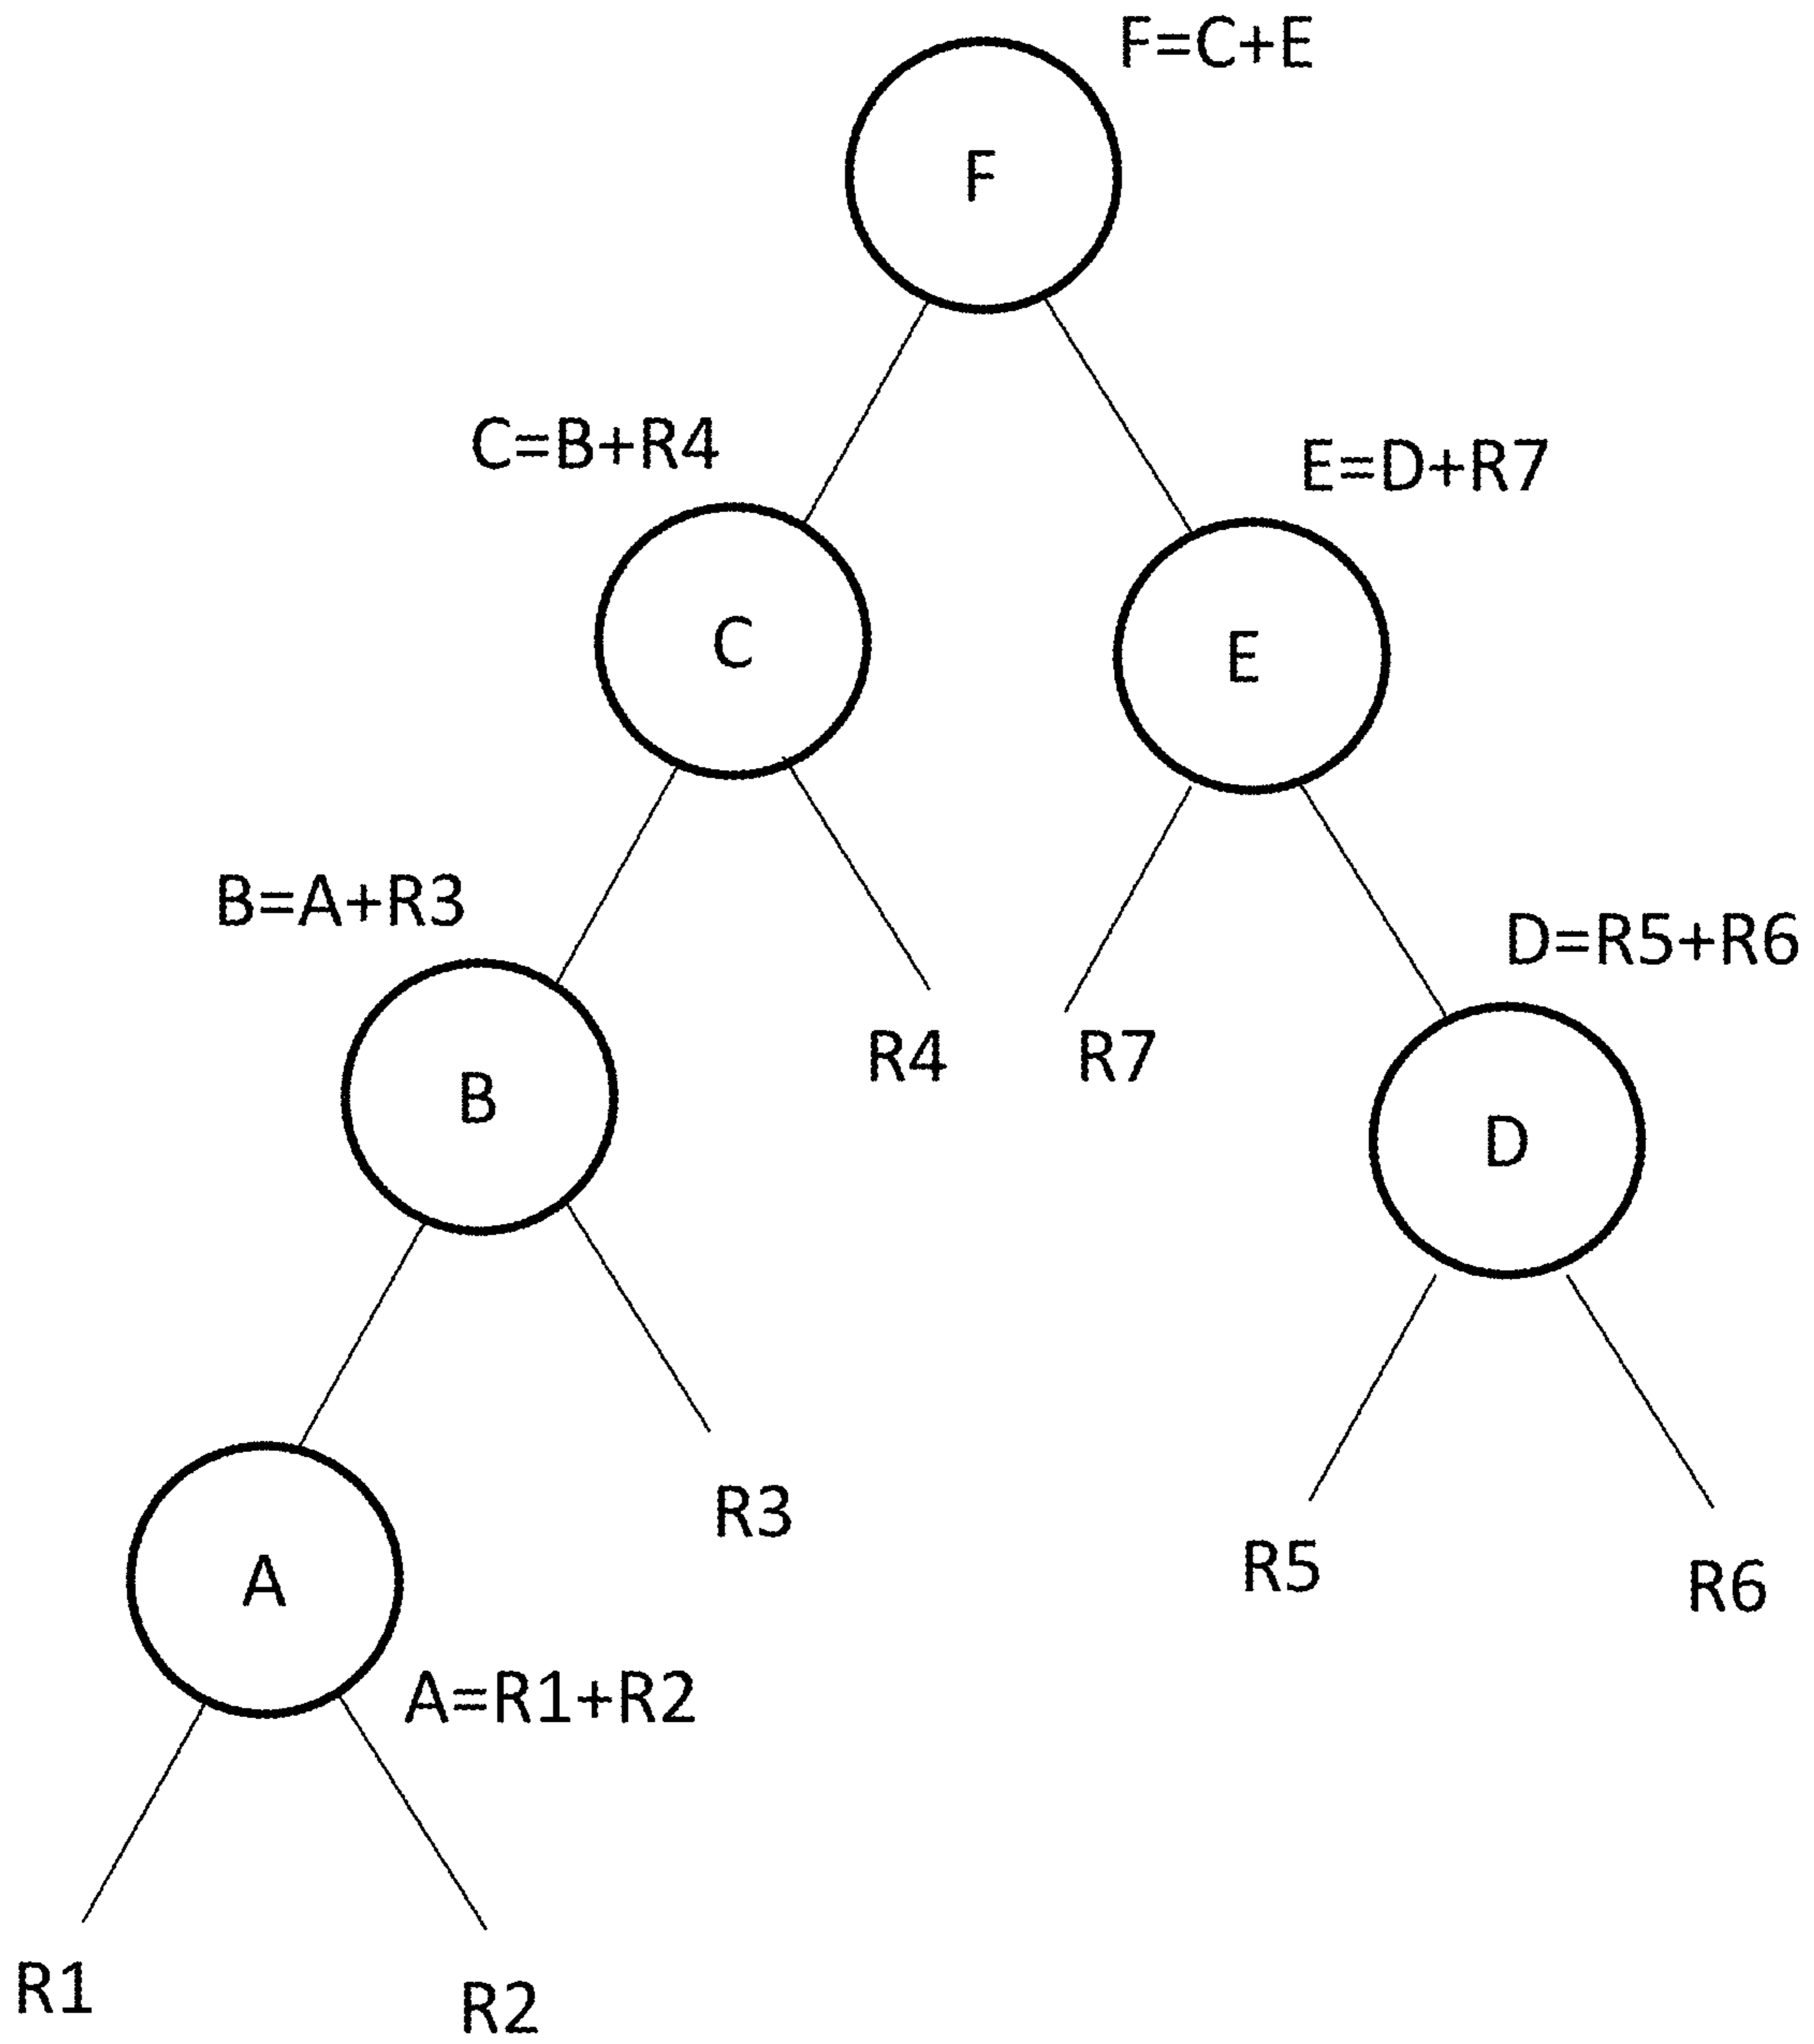 F=C+E
F
C=B+R4
E=D+R7
C
E
B=A+R3
D=R5+R6
R4
R7
B
D
R3
R5
R6
A
A=R1+R2
R1
R2